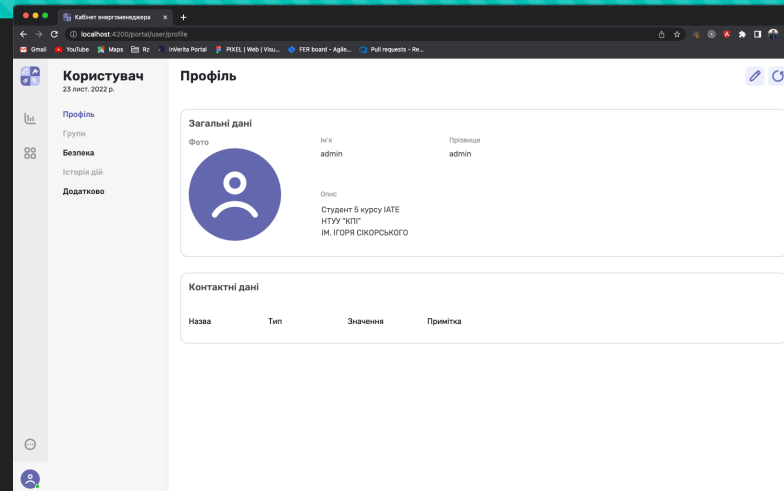 Кабінет енергоменеджера
localhost:4200/portal/user/profile
Gmail
YouTube
Maps
Rz
inVerita Portal
PIXEL | Web | Visu...
FER board - Agile...
Pull requests - Re...
Користувач
23 лист. 2022 р.
Профіль
Групи
Безпека
Історія дій
Додатково
Профіль
Загальні дані
Фото
Ім'я
Прізвище
admin
admin
Опис
Студент 5 курсу ІАТЕ
НТУУ "КПІ"
ІМ. ІГОРЯ СІКОРСЬКОГО
Контактні дані
Назва
Тип
Значення
Примітка